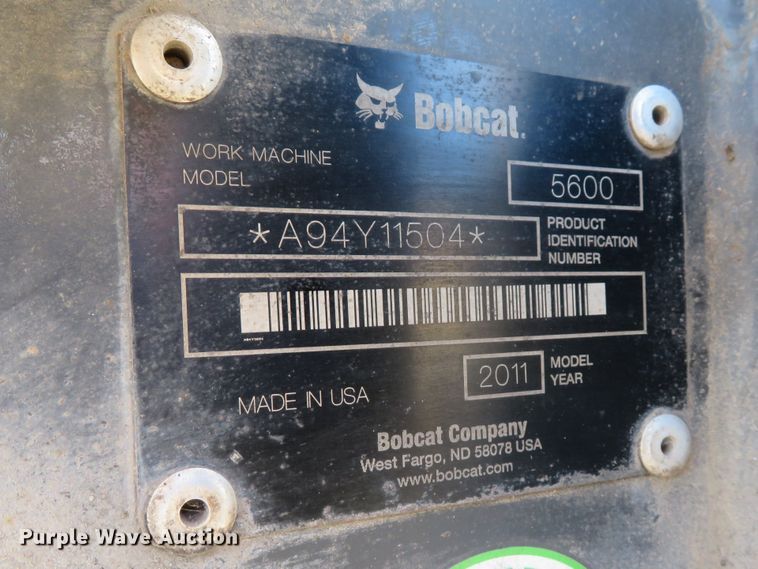 Bobcat.
WORK MACHINE
MODEL
5600
*A94Y11504*
PRODUCT
IDENTIFICATION
NUMBER
2011
MODEL
YEAR
MADE IN USA
Bobcat Company
West Fargo, ND 58078 USA
www.bobcat.com
Purple Wave Auction